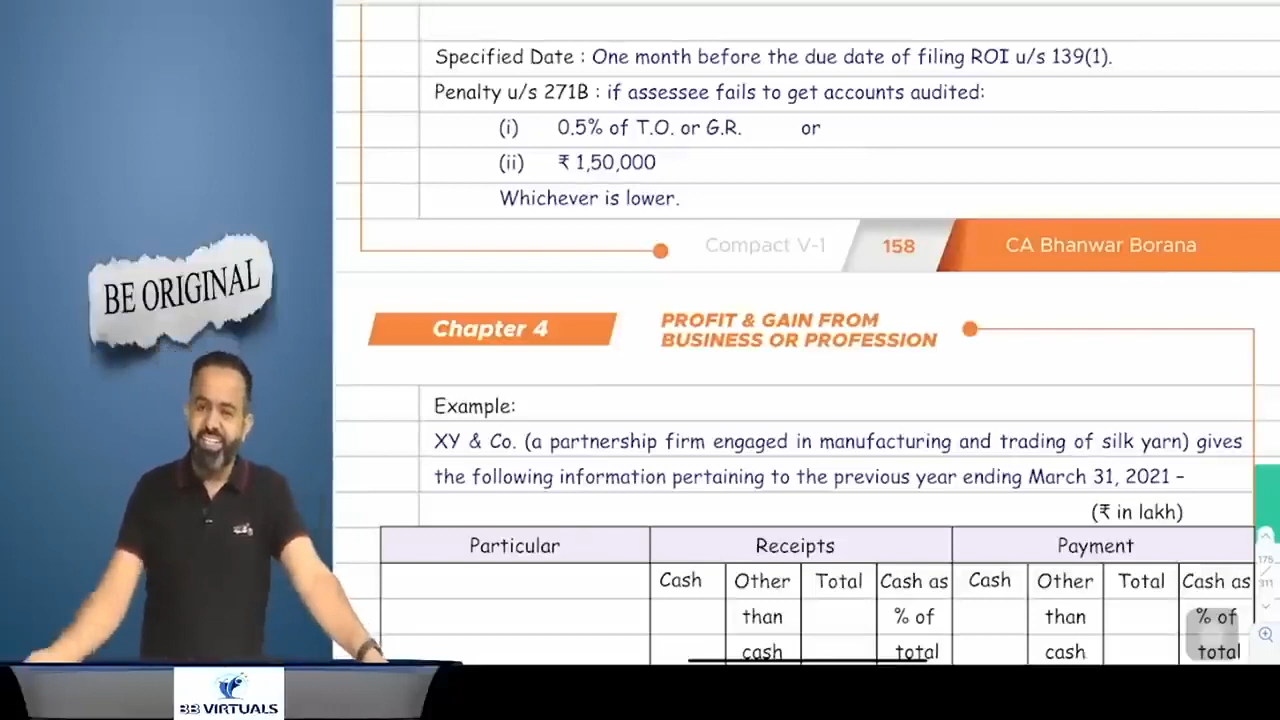 BE ORIGINAL
BB VIRTUALS
Specified Date : One month before the due date of filing ROI u/s 139(1).
Penalty u/s 271B : if assessee fails to get accounts audited:
(i) 0.5% of T.O. or G.R. or
(ii) ₹ 1,50,000
Whichever is lower.
Compact V-1 158 CA Bhanwar Borana
Chapter 4
PROFIT & GAIN FROM
BUSINESS OR PROFESSION
Example:
XY & Co. (a partnership firm engaged in manufacturing and trading of silk yarn) gives
the following information pertaining to the previous year ending March 31, 2021 –
(₹ in lakh)
Particular Receipts Payment
Cash Other Total Cash as Cash Other Total Cash as
than % of than % of
cash total cash total
175
/
311